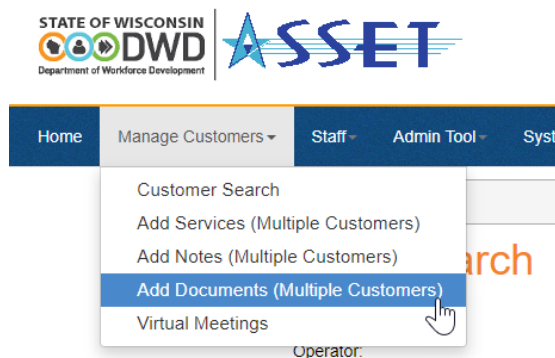 STATE OF WISCONSIN
DWD
Department of Workforce Development
ASSET
Home Manage Customers Staff Admin Tool Syst
Customer Search
Add Services (Multiple Customers)
Add Notes (Multiple Customers)
arch
Add Documents (Multiple Customers)
Virtual Meetings
Operator: